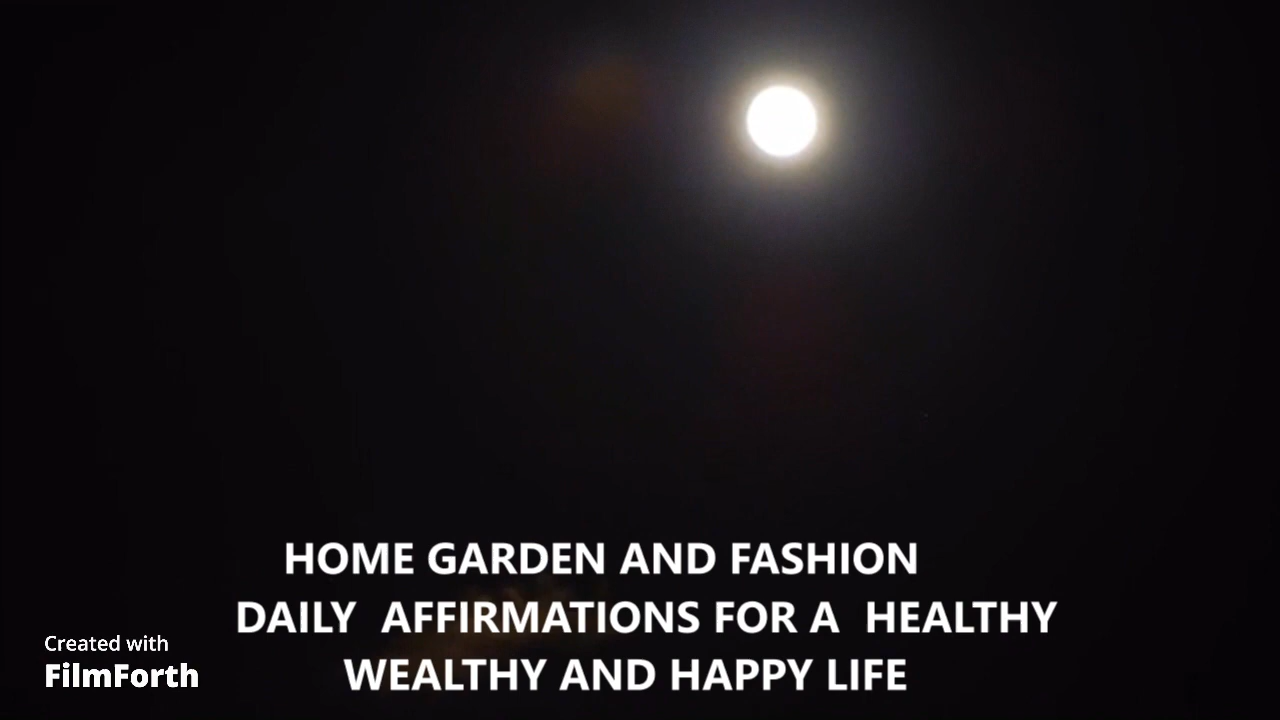 HOME GARDEN AND FASHION
DAILY AFFIRMATIONS FOR A HEALTHY
WEALTHY AND HAPPY LIFE
Created with
FilmForth